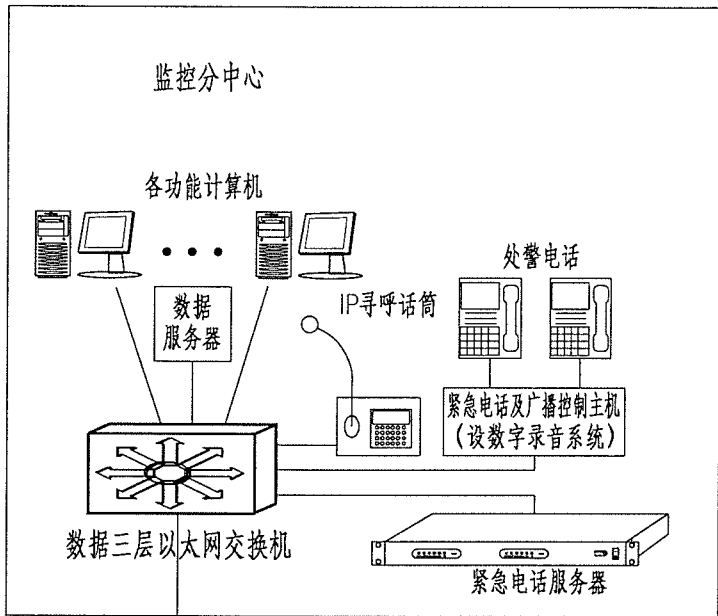 监控分中心
各功能计算机
处警电话
数据
服务器
IP寻呼话筒
紧急电话及广播控制主机
(设数字录音系统)
数据三层以太网交换机
紧急电话服务器